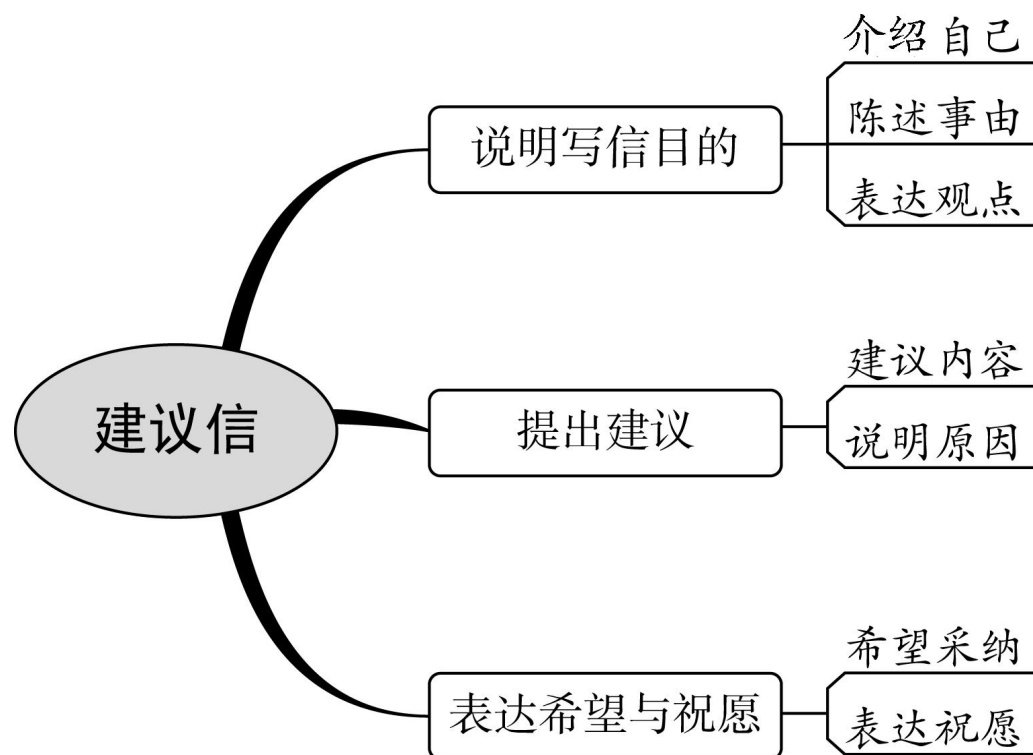 建议信
说明写信目的
介绍自己
陈述事由
表达观点
提出建议
建议内容
说明原因
表达希望与祝愿
希望采纳
表达祝愿